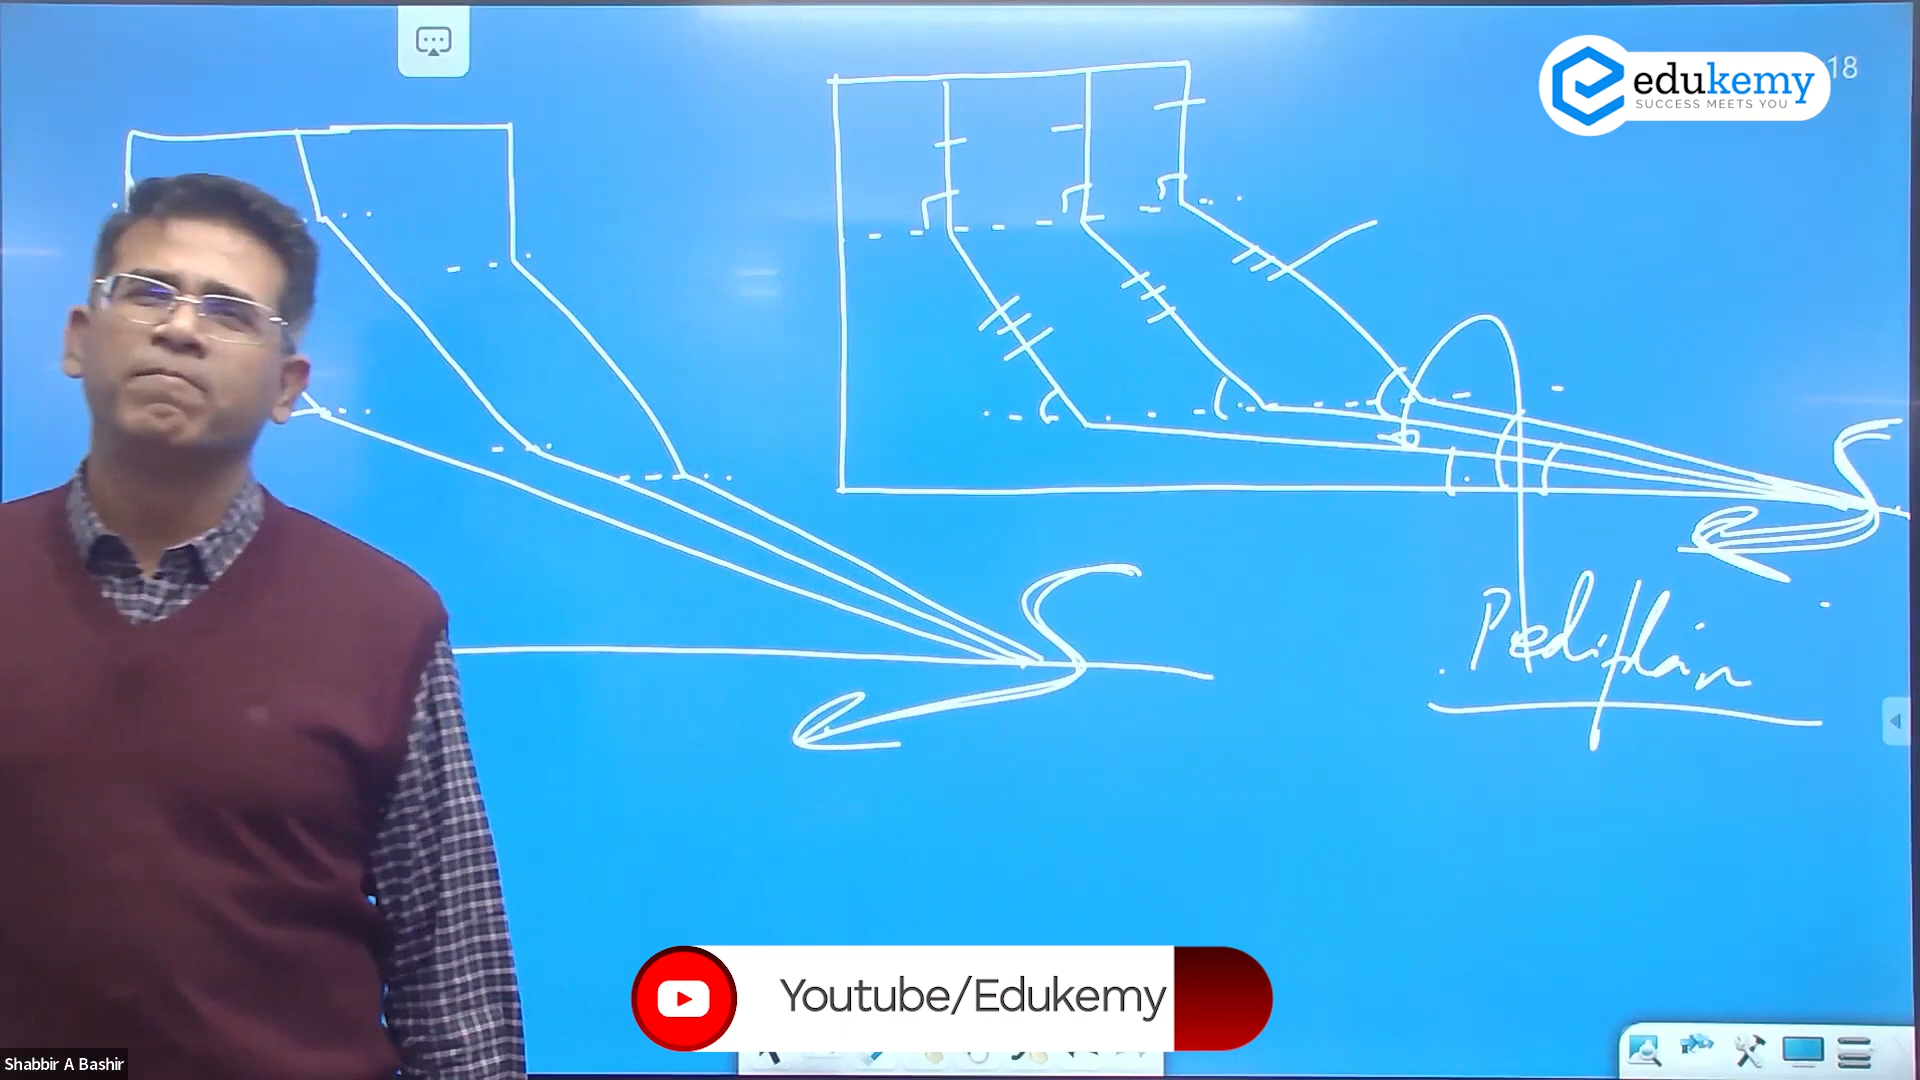 18
edukemy
SUCCESS MEETS YOU
Pediplain
Youtube/Edukemy
Shabbir A Bashir